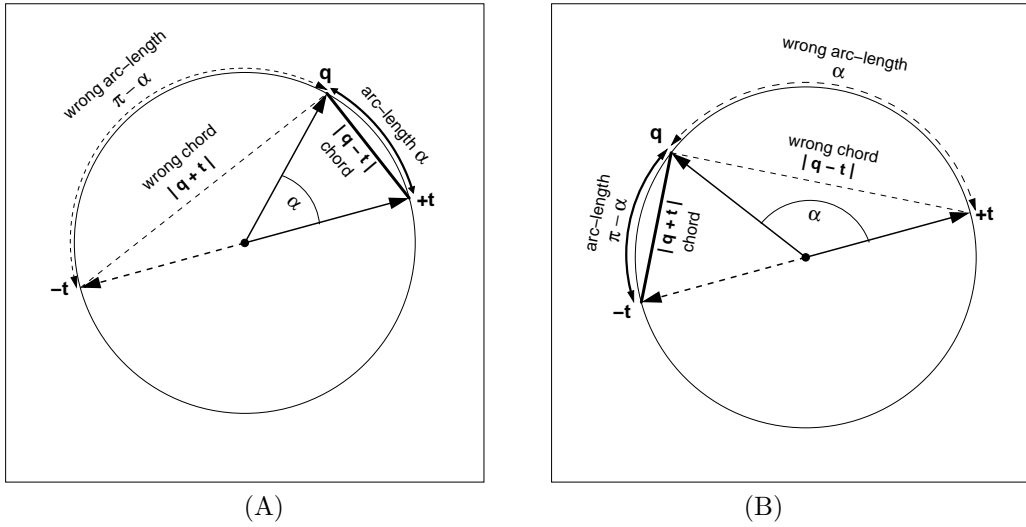 wrong arc–length
π – α
q
arc–length α
wrong chord
| q + t |
| q – t |
chord
α
+t
–t
(A)
wrong arc–length
α
q
wrong chord
| q – t |
arc–length
π – α
| q + t |
chord
α
+t
–t
(B)